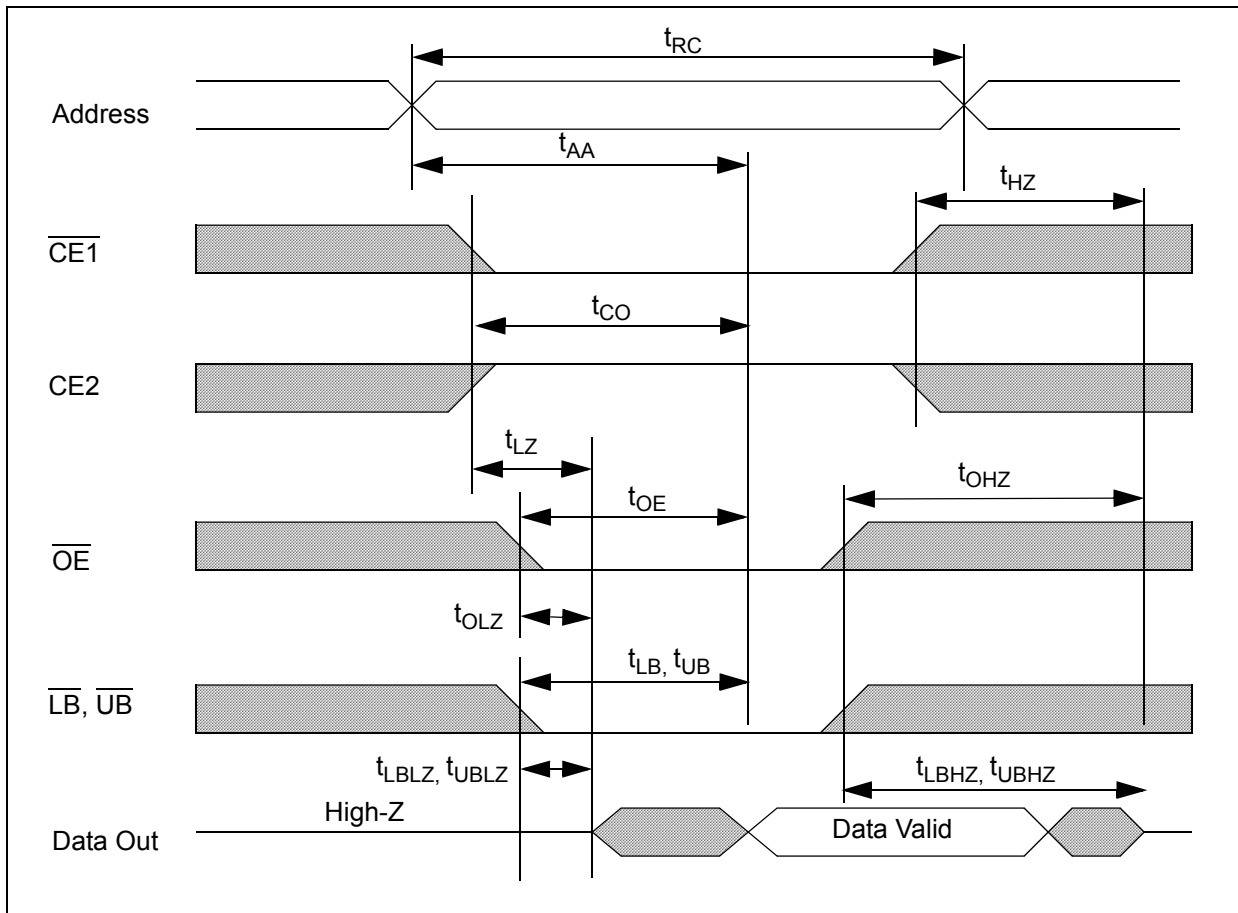 tRC
Address
tAA
tHZ
CE1
tCO
CE2
tLZ
tOHZ
tOE
OE
tOLZ
tLB, tUB
LB, UB
tLBLZ, tUBLZ
tLBHZ, tUBHZ
High-Z
Data Valid
Data Out